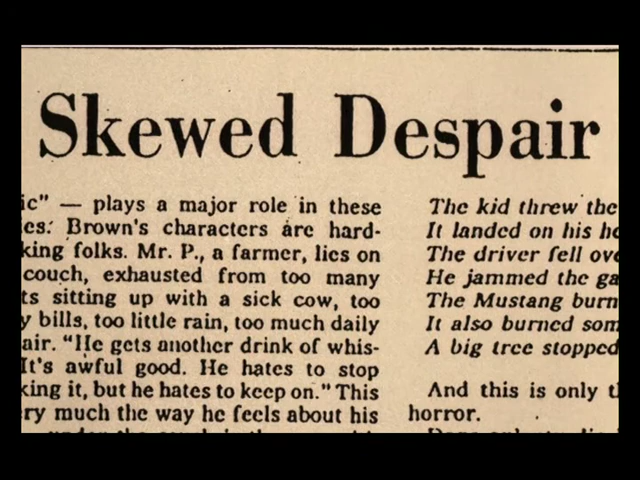 Skewed Despair
ic" — plays a major role in these
es. Brown's characters are hard-
king folks. Mr. P., a farmer, lies on
couch, exhausted from too many
ts sitting up with a sick cow, too
y bills, too little rain, too much daily
air. "He gets another drink of whis-
It's awful good. He hates to stop
king it, but he hates to keep on." This
ry much the way he feels about his
The kid threw the
It landed on his he
The driver fell ove
He jammed the ga
The Mustang burn
It also burned som
A big tree stopped
And this is only th
horror.